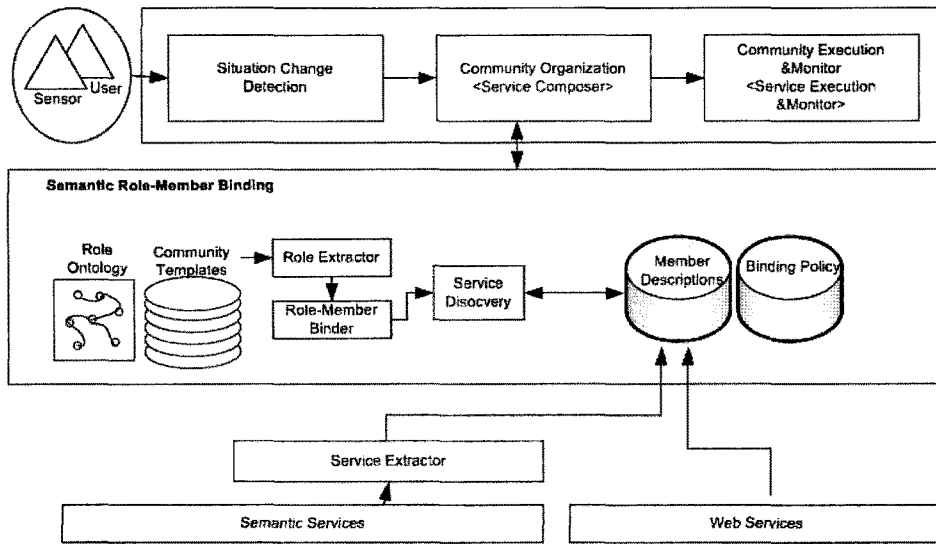 Sensor
User
Situation Change
Detection
Community Organization
<Service Composer>
Community Execution
&Monitor
<Service Execution
&Monitor>
Semantic Role-Member Binding
Role
Ontology
Community
Templates
Role Extractor
Role-Member
Binder
Service
Disocvery
Member
Descriptions
Binding Policy
Service Extractor
Semantic Services
Web Services